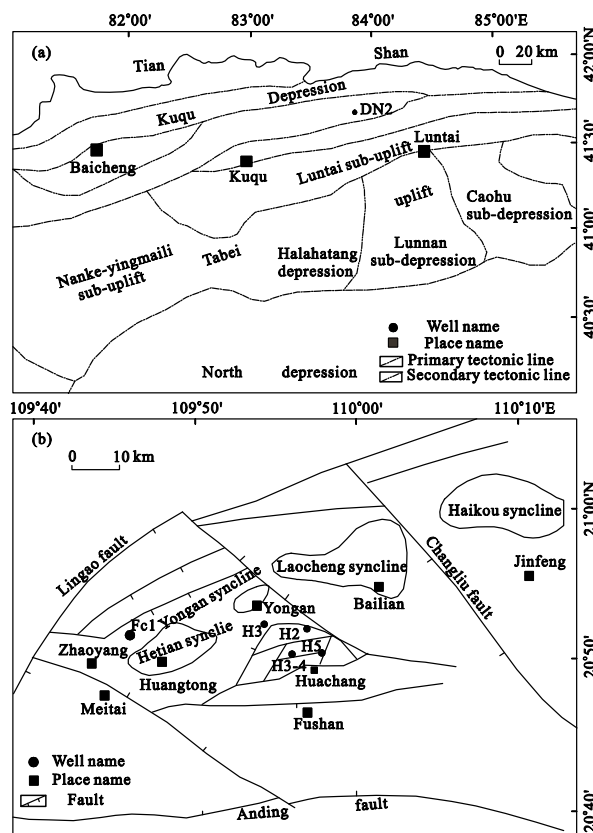 82°00' 83°00' 84°00' 85°00'E
(a)
Tian
Shan
0 20 km
42°00'N
Depression
Kuqu
DN2
41°30'
Baicheng
Kuqu
Luntai sub-uplift
Luntai
uplift
Caohu
sub-depression
41°00'
Nanke-yingmaili
sub-uplift
Tabei
Halahatang
depression
Lunnan
sub-depression
40°30'
Well name
Place name
Primary tectonic line
Secondary tectonic line
North depression
109°40' 109°50' 110°00' 110°10'E
(b)
0 10 km
21°00'N
Haikou syncline
Lingao fault
Laocheng syncline
Changliu fault
Jinfeng
Bailian
Yongan syncline
Yongan
Fc1
H3
H2
Hetian synclie
H5
20°50'
Zhaoyang
H3-4
Huangtong
Huachang
Meitai
Fushan
Well name
Place name
Fault
Anding fault
20°40'